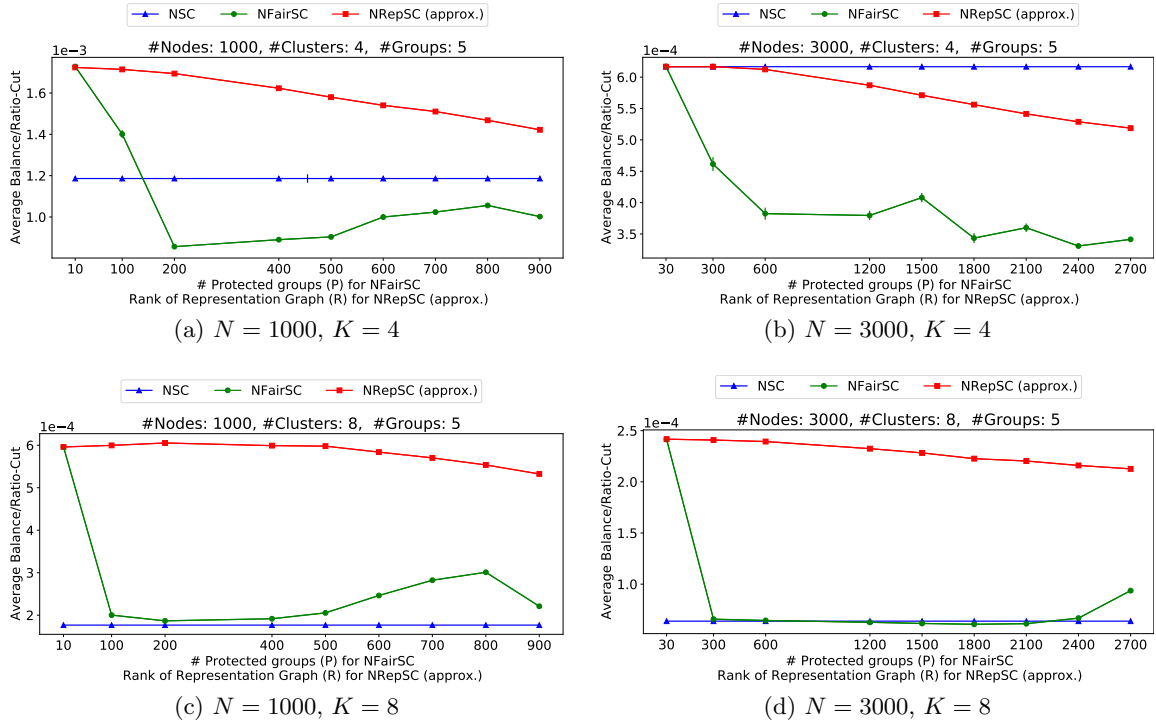 NSC NFairSC NRepSC (approx.)
1e−3 #Nodes: 1000, #Clusters: 4, #Groups: 5
Average Balance/Ratio-Cut
1.6
1.4
1.2
1.0
10 100 200 400 500 600 700 800 900
# Protected groups (P) for NFairSC
Rank of Representation Graph (R) for NRepSC (approx.)
(a) N = 1000, K = 4
NSC NFairSC NRepSC (approx.)
1e−4 #Nodes: 3000, #Clusters: 4, #Groups: 5
Average Balance/Ratio-Cut
6.0
5.5
5.0
4.5
4.0
3.5
30 300 600 1200 1500 1800 2100 2400 2700
# Protected groups (P) for NFairSC
Rank of Representation Graph (R) for NRepSC (approx.)
(b) N = 3000, K = 4
NSC NFairSC NRepSC (approx.)
1e−4 #Nodes: 1000, #Clusters: 8, #Groups: 5
Average Balance/Ratio-Cut
6
5
4
3
2
10 100 200 400 500 600 700 800 900
# Protected groups (P) for NFairSC
Rank of Representation Graph (R) for NRepSC (approx.)
(c) N = 1000, K = 8
NSC NFairSC NRepSC (approx.)
1e−4 #Nodes: 3000, #Clusters: 8, #Groups: 5
Average Balance/Ratio-Cut
2.5
2.0
1.5
1.0
30 300 600 1200 1500 1800 2100 2400 2700
# Protected groups (P) for NFairSC
Rank of Representation Graph (R) for NRepSC (approx.)
(d) N = 3000, K = 8